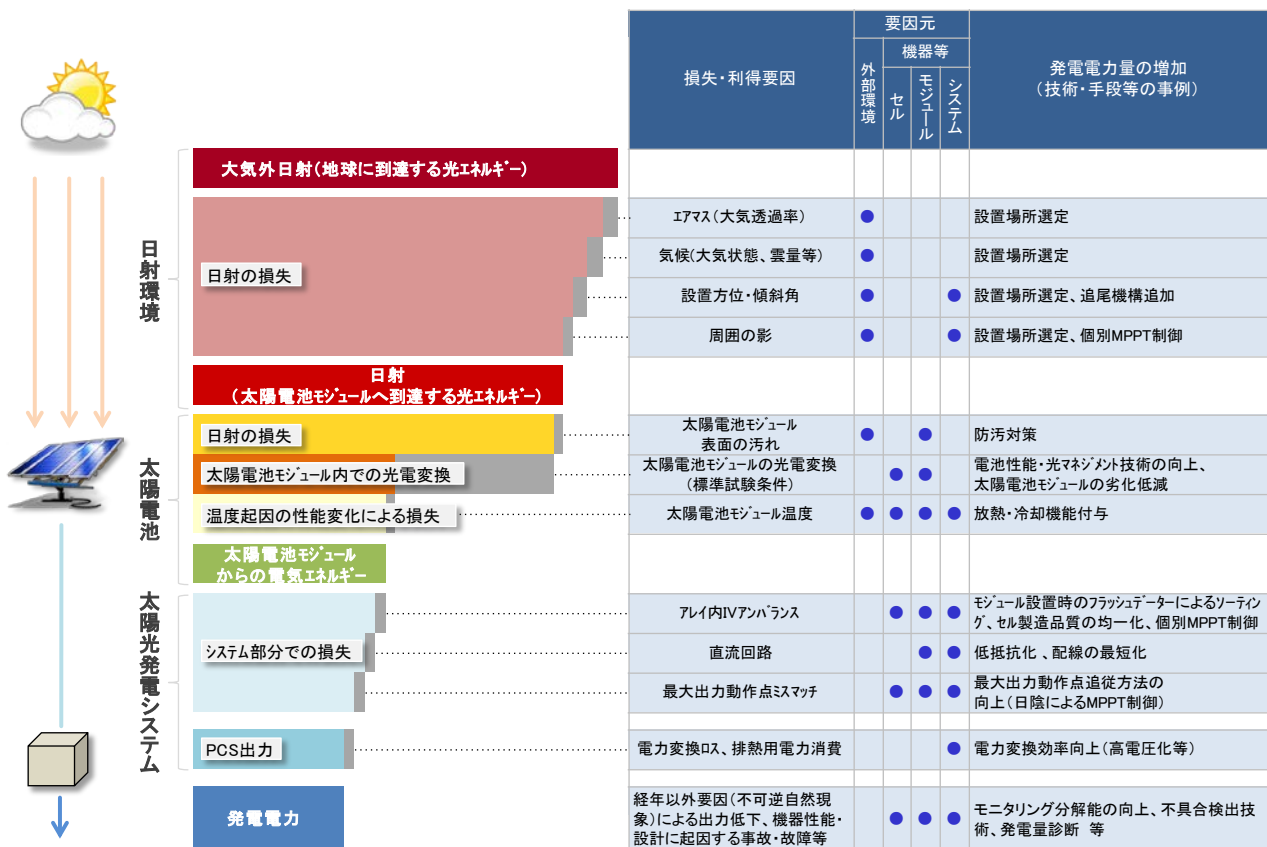 損失・利得要因
要因元
機器等
外部環境
セル
モジュール
システム
発電電力量の増加
（技術・手段等の事例）
日射環境
大気外日射（地球に到達する光ｴﾈﾙｷﾞｰ）
日射の損失
ｴｱﾏｽ（大気透過率）
設置場所選定
気候（大気状態、雲量等）
設置場所選定
設置方位・傾斜角
設置場所選定、追尾機構追加
周囲の影
設置場所選定、個別MPPT制御
日射
（太陽電池ﾓｼﾞｭｰﾙへ到達する光ｴﾈﾙｷﾞｰ）
太陽電池
日射の損失
太陽電池ﾓｼﾞｭｰﾙ
表面の汚れ
防汚対策
太陽電池ﾓｼﾞｭｰﾙ内での光電変換
太陽電池ﾓｼﾞｭｰﾙの光電変換
（標準試験条件）
電池性能・光ﾏﾈｼﾞﾒﾝﾄ技術の向上、
太陽電池ﾓｼﾞｭｰﾙの劣化低減
温度起因の性能変化による損失
太陽電池ﾓｼﾞｭｰﾙ温度
放熱・冷却機能付与
太陽電池ﾓｼﾞｭｰﾙ
からの電気ｴﾈﾙｷﾞｰ
太陽光発電システム
システム部分での損失
ｱﾚｲ内IVｱﾝﾊﾞﾗﾝｽ
ﾓｼﾞｭｰﾙ設置時のﾌﾗｯｼｭﾃﾞｰﾀｰによるｿｰﾃｨﾝ
ｸﾞ、セル製造品質の均一化、個別MPPT制御
直流回路
低抵抗化 、配線の最短化
最大出力動作点ﾐｽﾏｯﾁ
最大出力動作点追従方法の
向上（日陰によるMPPT制御）
PCS出力
電力変換ﾛｽ、排熱用電力消費
電力変換効率向上（高電圧化等）
発電電力
経年以外要因（不可逆自然現
象）による出力低下、機器性能・
設計に起因する事故・故障等
モニタリング分解能の向上、不具合検出技
術、発電量診断 等